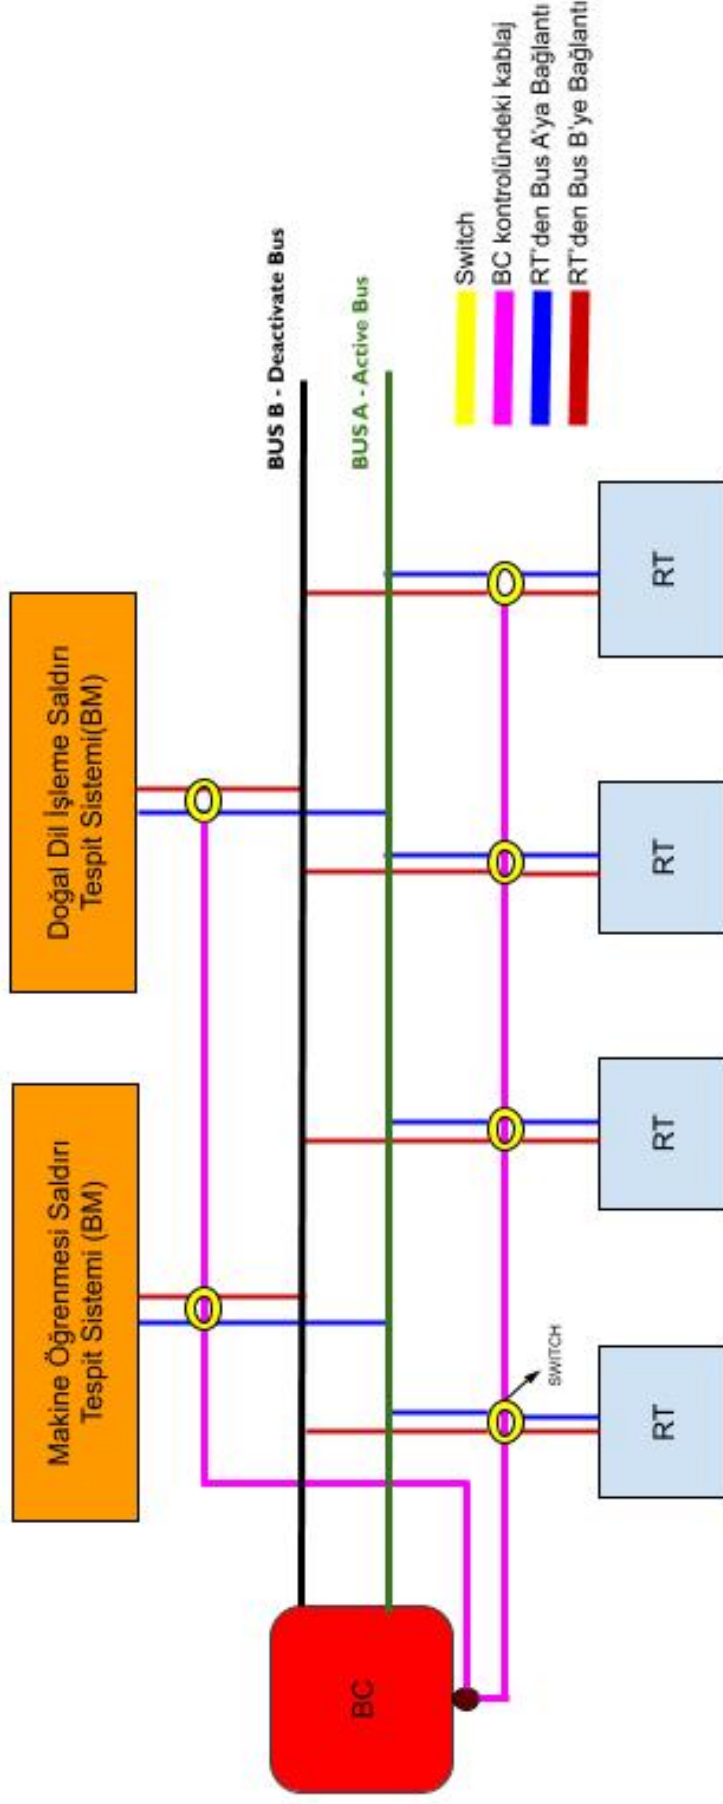 Makine Öğrenmesi Saldırı
Tespit Sistemi (BM)
Doğal Dil İşleme Saldırı
Tespit Sistemi(BM)
BUS B - Deactivate Bus
BUS A - Active Bus
BC
SWITCH
Switch
BC kontrolündeki kablaj
RT'den Bus A'ya Bağlantı
RT'den Bus B'ye Bağlantı
RT
RT
RT
RT